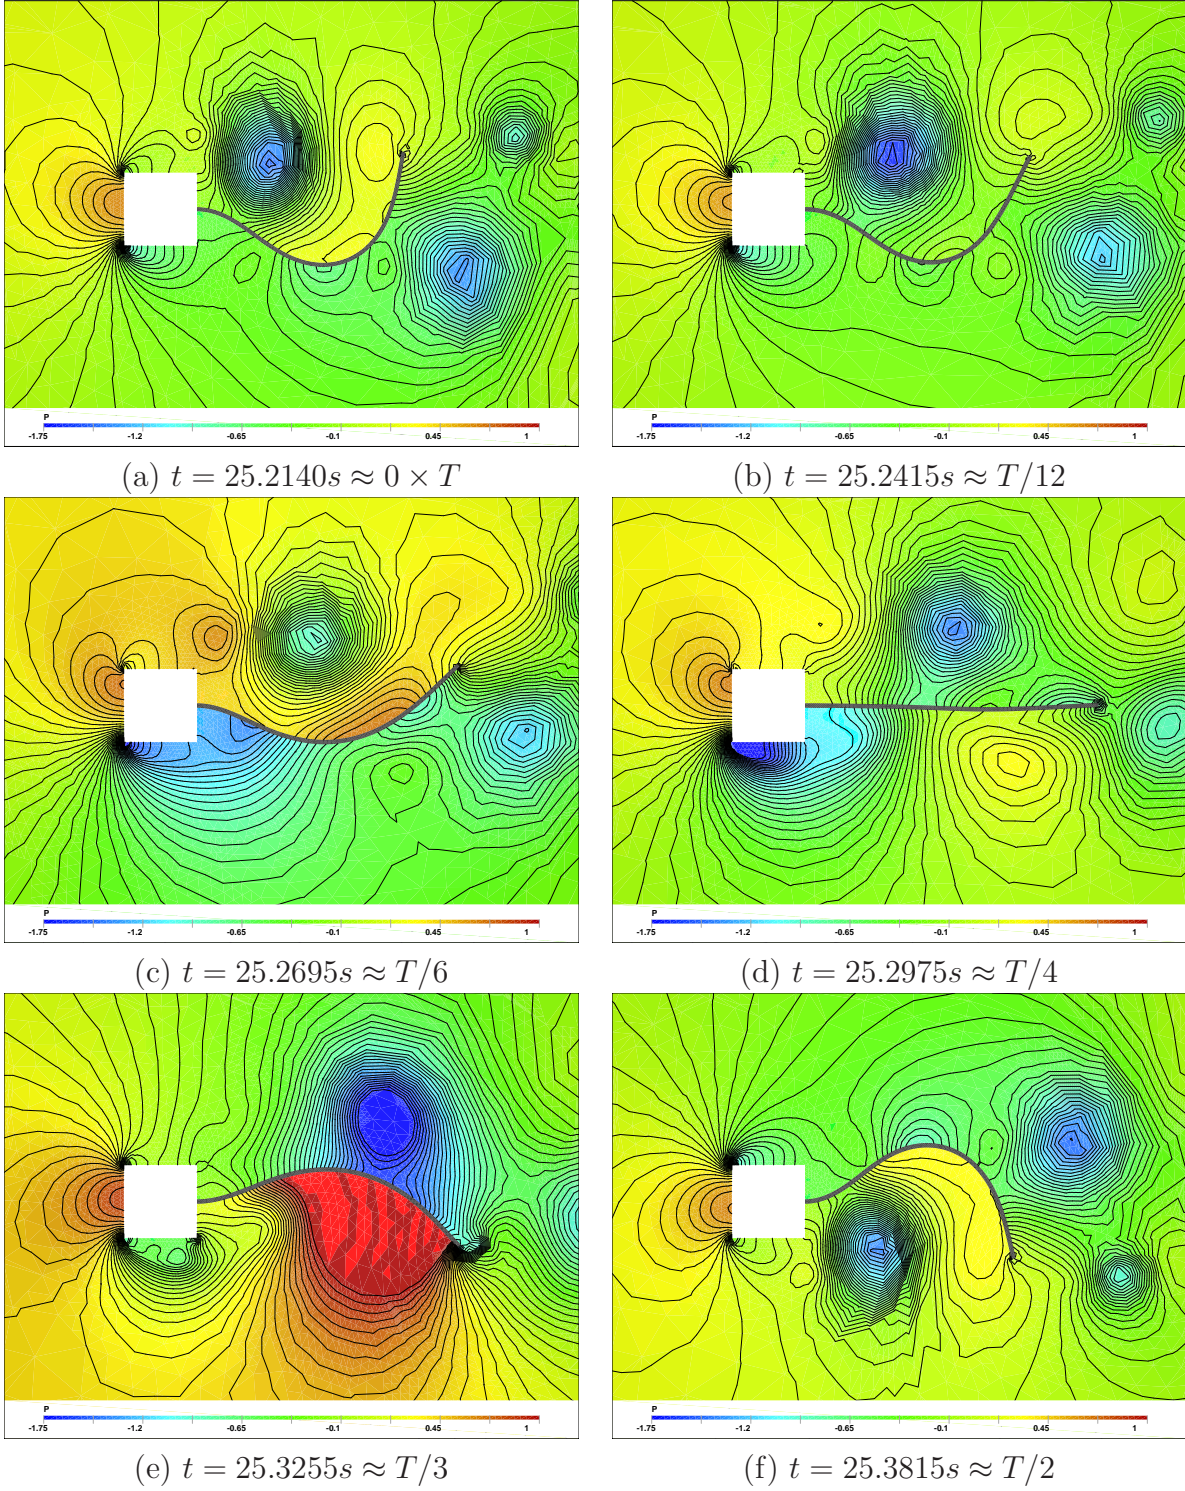 P P
-1.75 -1.2 -0.65 -0.1 0.45 1 -1.75 -1.2 -0.65 -0.1 0.45 1
(a) t = 25.2140s ≈ 0 × T (b) t = 25.2415s ≈ T/12
P P
-1.75 -1.2 -0.65 -0.1 0.45 1 -1.75 -1.2 -0.65 -0.1 0.45 1
(c) t = 25.2695s ≈ T/6 (d) t = 25.2975s ≈ T/4
P P
-1.75 -1.2 -0.65 -0.1 0.45 1 -1.75 -1.2 -0.65 -0.1 0.45 1
(e) t = 25.3255s ≈ T/3 (f) t = 25.3815s ≈ T/2